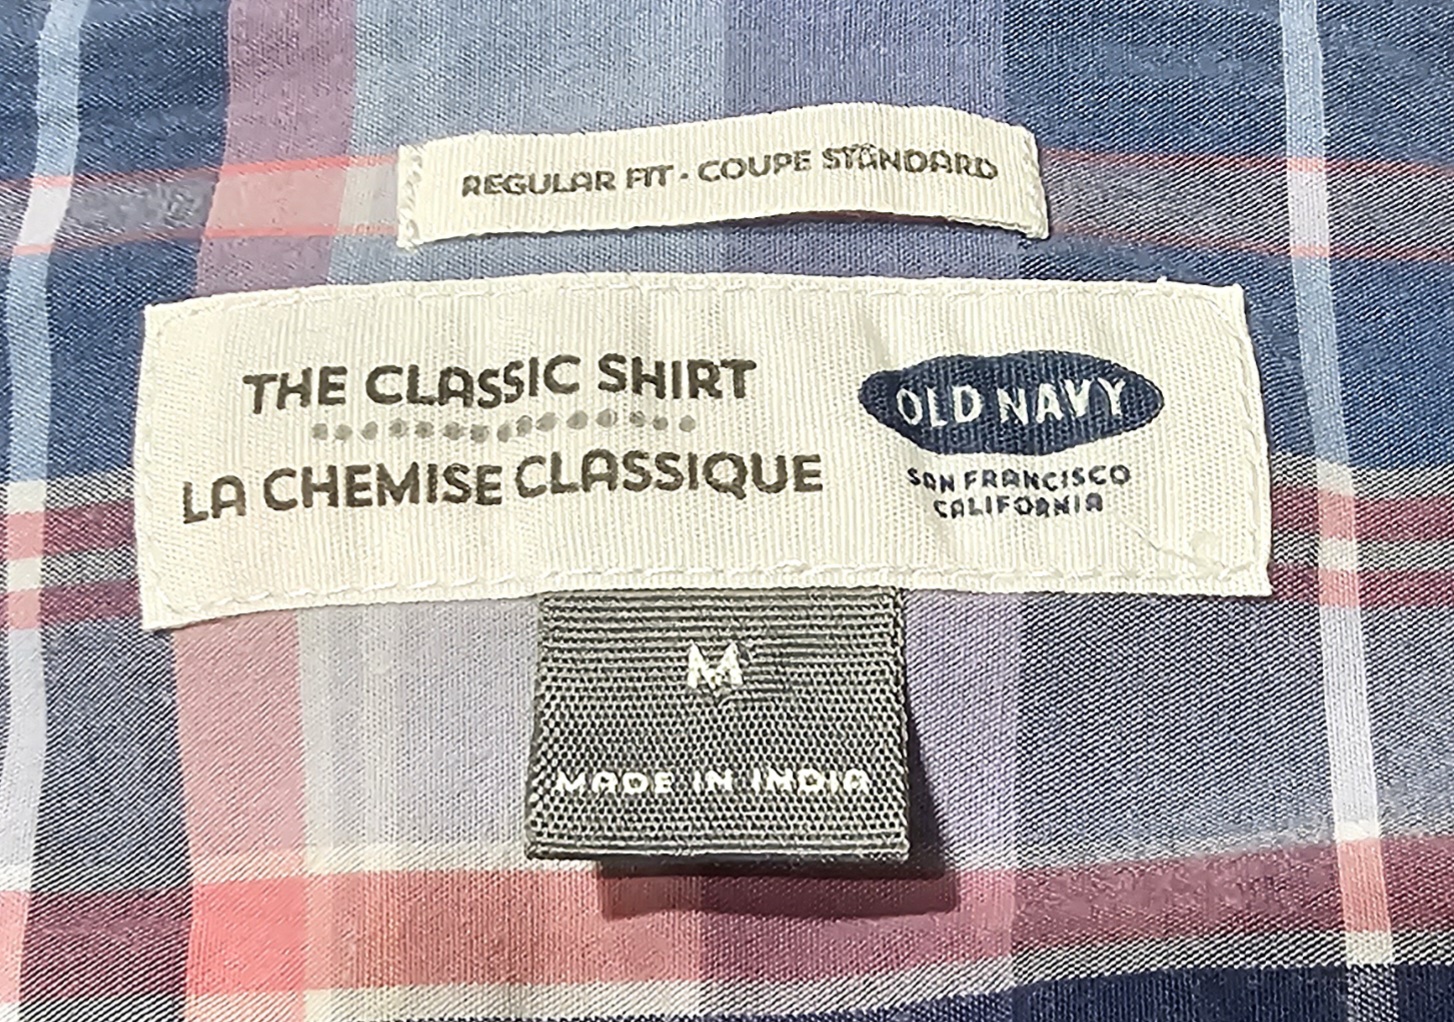 REGULAR FIT · COUPE STANDARD
THE CLASSIC SHIRT
LA CHEMISE CLASSIQUE
OLD NAVY
SAN FRANCISCO
CALIFORNIA
M
MADE IN INDIA